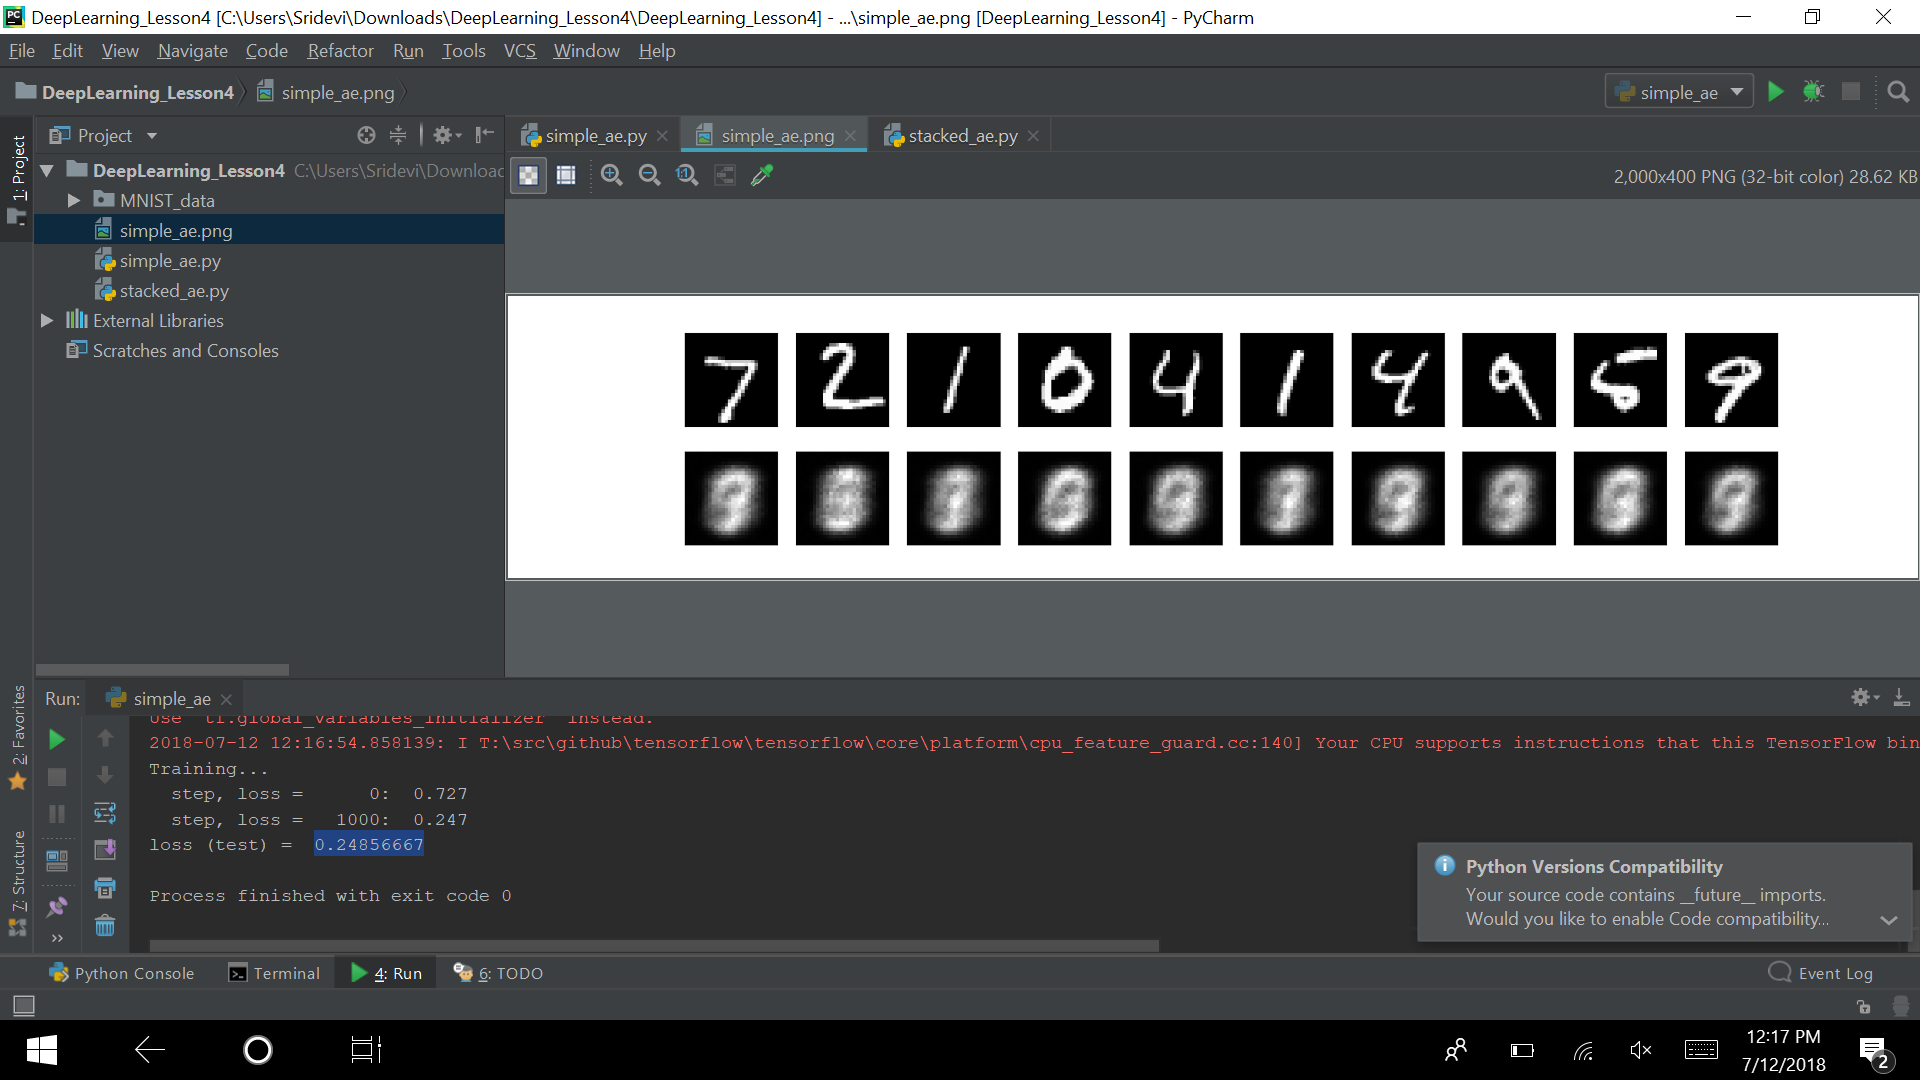 DeepLearning_Lesson4 [C:\Users\Sridevi\Downloads\DeepLearning_Lesson4\DeepLearning_Lesson4] - ...\simple_ae.png [DeepLearning_Lesson4] - PyCharm
File Edit View Navigate Code Refactor Run Tools VCS Window Help
DeepLearning_Lesson4 simple_ae.png simple_ae
1: Project
Project
simple_ae.py simple_ae.png stacked_ae.py
DeepLearning_Lesson4 C:\Users\Sridevi\Downloac
2,000x400 PNG (32-bit color) 28.62 KB
MNIST_data
simple_ae.png
simple_ae.py
stacked_ae.py
External Libraries
Scratches and Consoles
7 2 1 0 4 1 4 9 5 9
2: Favorites
7: Structure
Run: simple_ae
Use `tf.global_variables_initializer` instead.
2018-07-12 12:16:54.858139: I T:\src\github\tensorflow\tensorflow\core\platform\cpu_feature_guard.cc:140] Your CPU supports instructions that this TensorFlow bin
Training...
step, loss = 0: 0.727
step, loss = 1000: 0.247
loss (test) = 0.24856667
Process finished with exit code 0
Python Versions Compatibility
Your source code contains __future__ imports.
Would you like to enable Code compatibility...
Python Console Terminal 4: Run 6: TODO Event Log
12:17 PM
7/12/2018
2